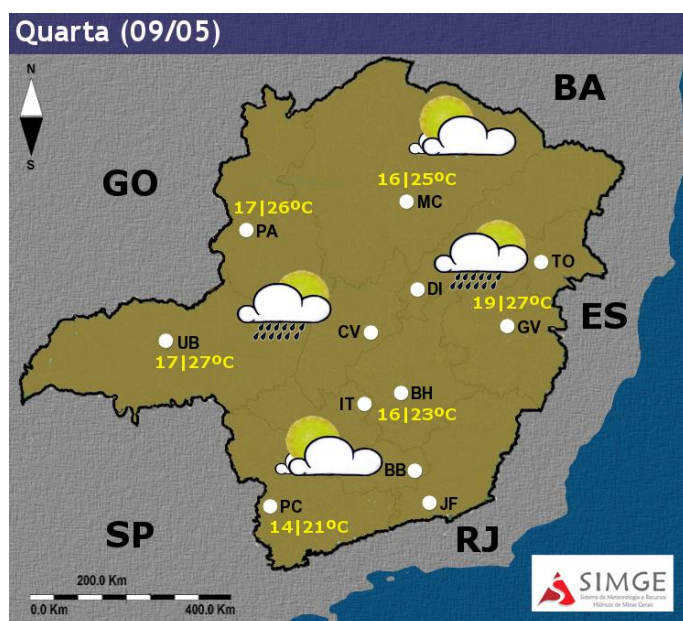 Quarta (09/05)
N
S
BA
GO
16|25ºC
MC
17|26ºC
PA
TO
DI
19|27ºC
ES
GV
CV
UB
17|27ºC
BH
IT
16|23ºC
BB
PC
JF
14|21ºC
SP
RJ
200.0 Km
0.0 Km 400.0 Km
SIMGE
Sistema de Meteorologia e Recursos
Hídricos de Minas Gerais